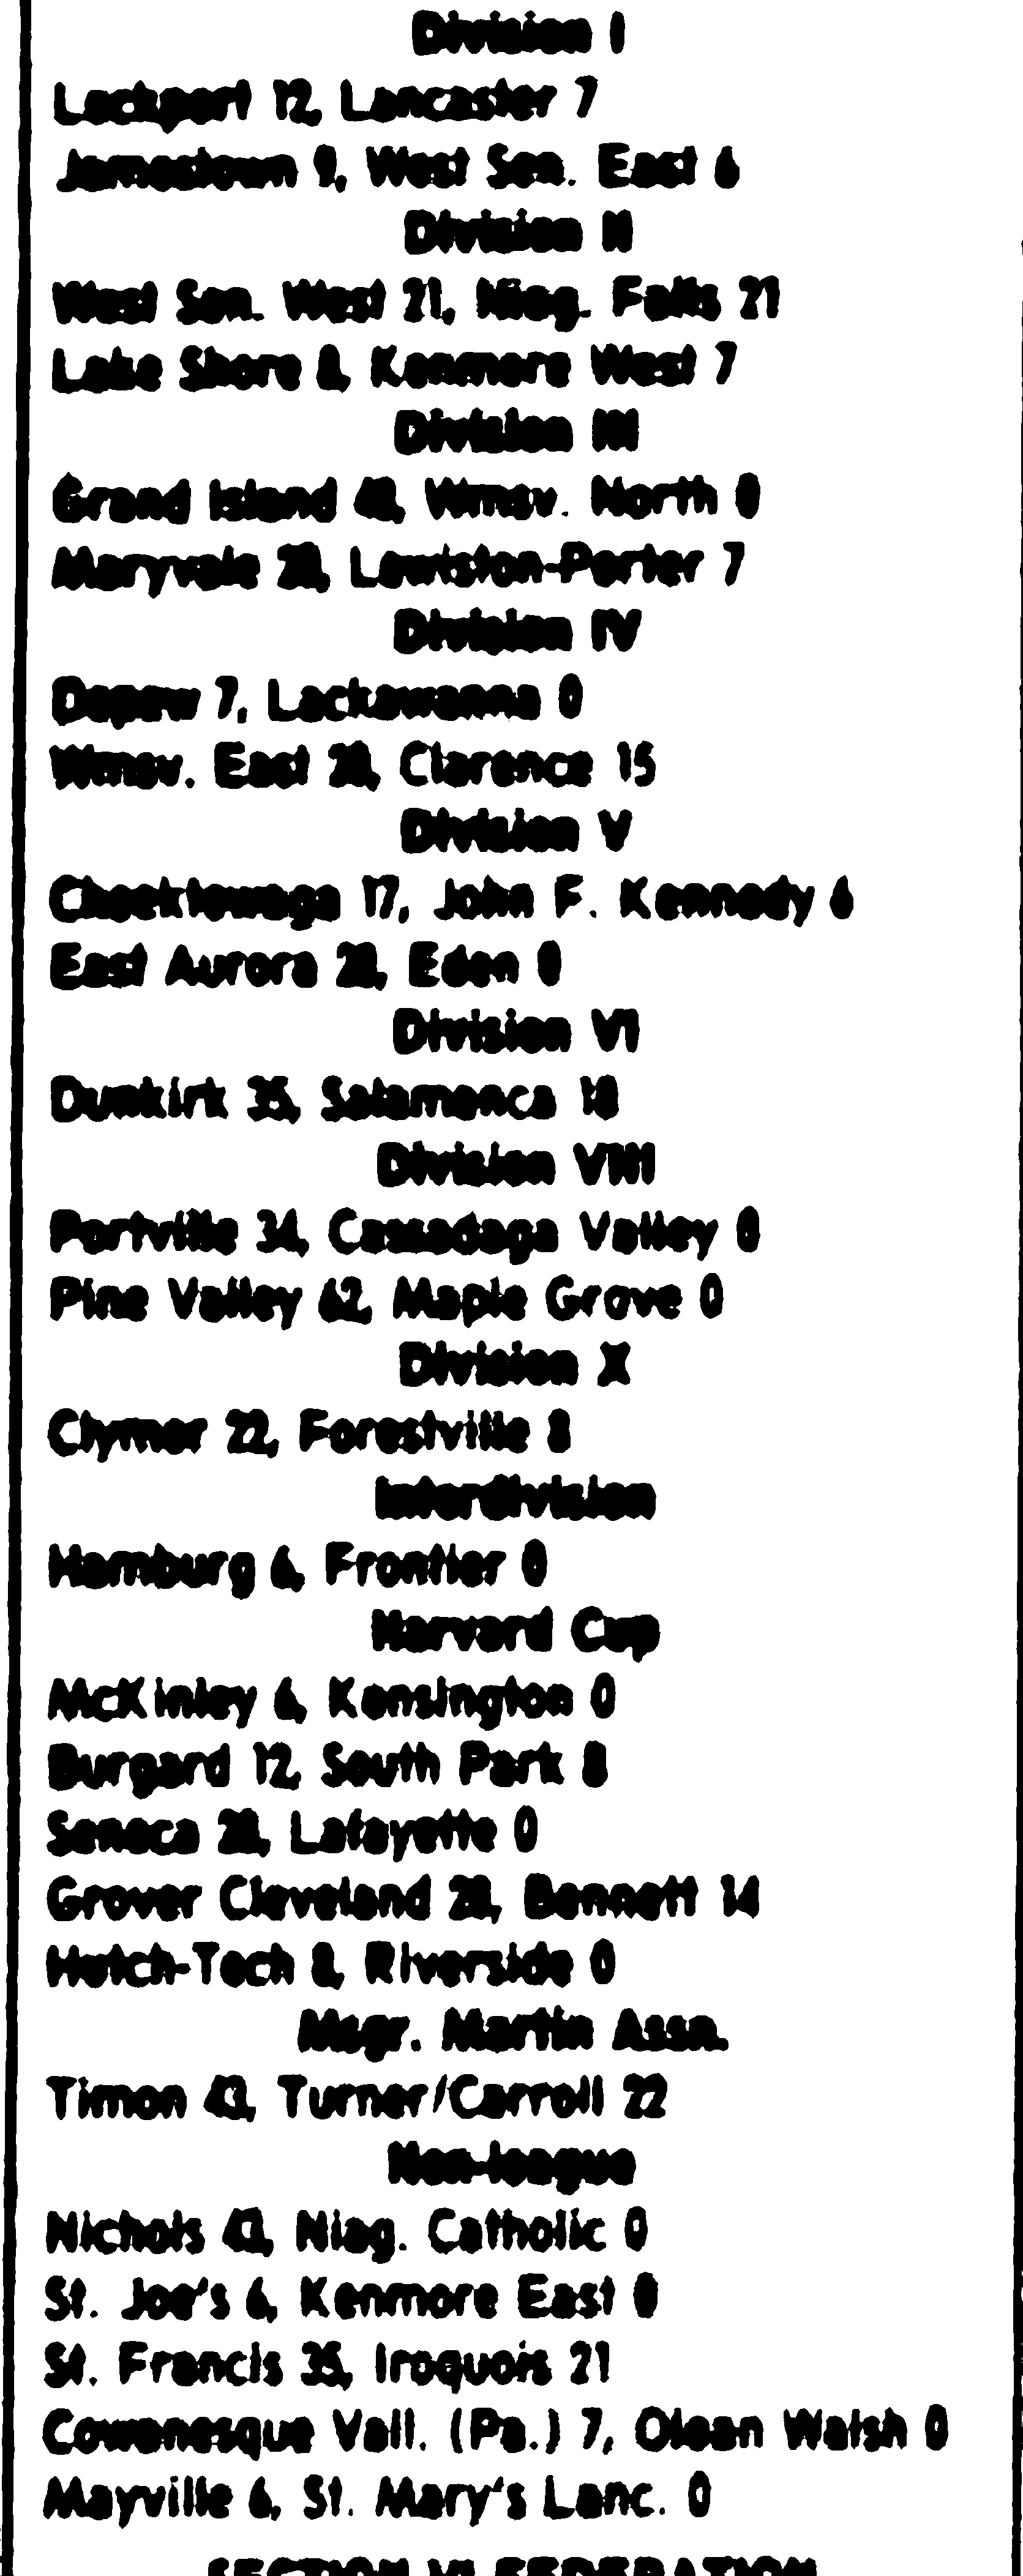 Division I
Lockport 12, Lancaster 7
Jamestown 9, West Sen. East 6
Division II
West Sen. West 21, Niag. Falls 21
Lake Shore 8, Kenmore West 7
Division III
Grand Island 48, Wmsv. North 0
Maryvale 28, Lewiston-Porter 7
Division IV
Depew 7, Lackawanna 0
Wmsv. East 28, Clarence 15
Division V
Cheektowaga 17, John F. Kennedy 6
East Aurora 28, Eden 0
Division VI
Dunkirk 35, Salamanca 18
Division VIII
Portville 34, Cassadaga Valley 0
Pine Valley 62, Maple Grove 0
Division X
Clymer 22, Forestville 8
Interdivision
Hamburg 6, Frontier 0
Harvard Cup
McKinley 6, Kensington 0
Burgard 12, South Park 8
Seneca 28, Lafayette 0
Grover Cleveland 28, Bennett 14
Hutch-Tech 8, Riverside 0
Msgr. Martin Assn.
Timon 43, Turner/Carroll 22
Non-league
Nichols 43, Niag. Catholic 0
St. Joe's 6, Kenmore East 0
St. Francis 35, Iroquois 21
Cowanesque Vall. (Pa.) 7, Olean Walsh 0
Mayville 6, St. Mary's Lanc. 0
SECTION VI FEDERATION